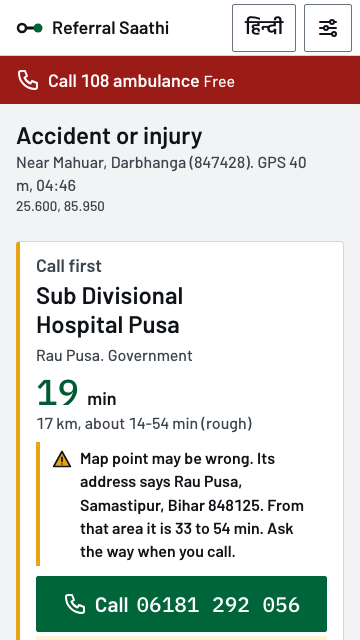 Referral Saathi
हिन्दी
Call 108 ambulance Free
Accident or injury
Near Mahuar, Darbhanga (847428). GPS 40
m, 04:46
25.600, 85.950
Call first
Sub Divisional
Hospital Pusa
Rau Pusa. Government
19 min
17 km, about 14-54 min (rough)
Map point may be wrong. Its
address says Rau Pusa,
Samastipur, Bihar 848125. From
that area it is 33 to 54 min. Ask
the way when you call.
Call 06181 292 056